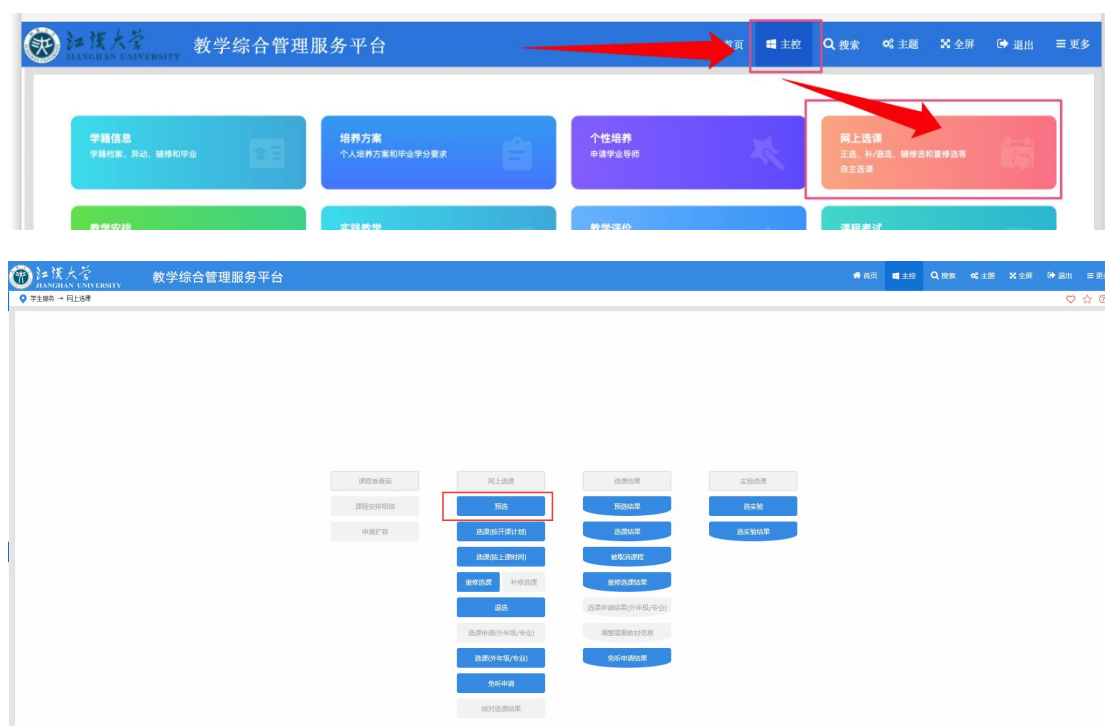 江汉大学
JIANGHAN UNIVERSITY
教学综合管理服务平台
首页 主控 搜索 主题 全屏 退出 更多
学籍信息
学籍档案、异动、辅修和毕业
培养方案
个人培养方案和毕业学分要求
个性培养
申请学业导师
网上选课
正选、补/退选、辅修选和重修选等
自主选课
教学安排 实践教学 教学评价 课程考试
江汉大学
JIANGHAN UNIVERSITY
教学综合管理服务平台
首页 主控 搜索 主题 全屏 退出
学生服务 → 网上选课
课程表查询 网上选课 选课结果 实验选课
课程安排明细 预选 预选结果 选实验
申请扩容 选课(按开课计划) 选课结果 选实验结果
选课(按上课时间) 被取消课程
重修选课 补修选课 重修选课结果
退选 选课申请结果(外年级/专业)
选课申请(外年级/专业) 调整需要教材信息
选课(外年级/专业) 免听申请结果
免听申请
核对选课结果